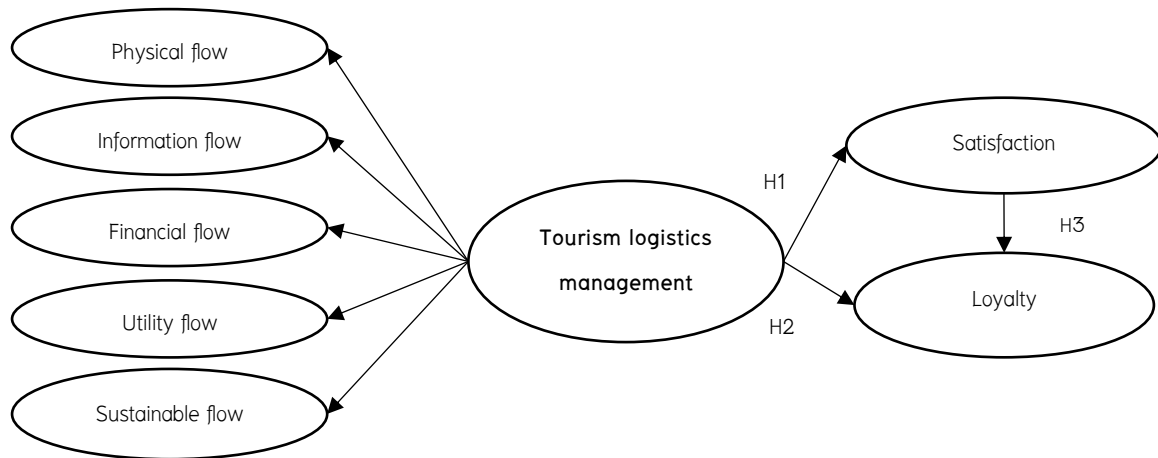 Physical flow
Information flow
Financial flow
Utility flow
Sustainable flow
Tourism logistics
management
H1
H2
Satisfaction
H3
Loyalty